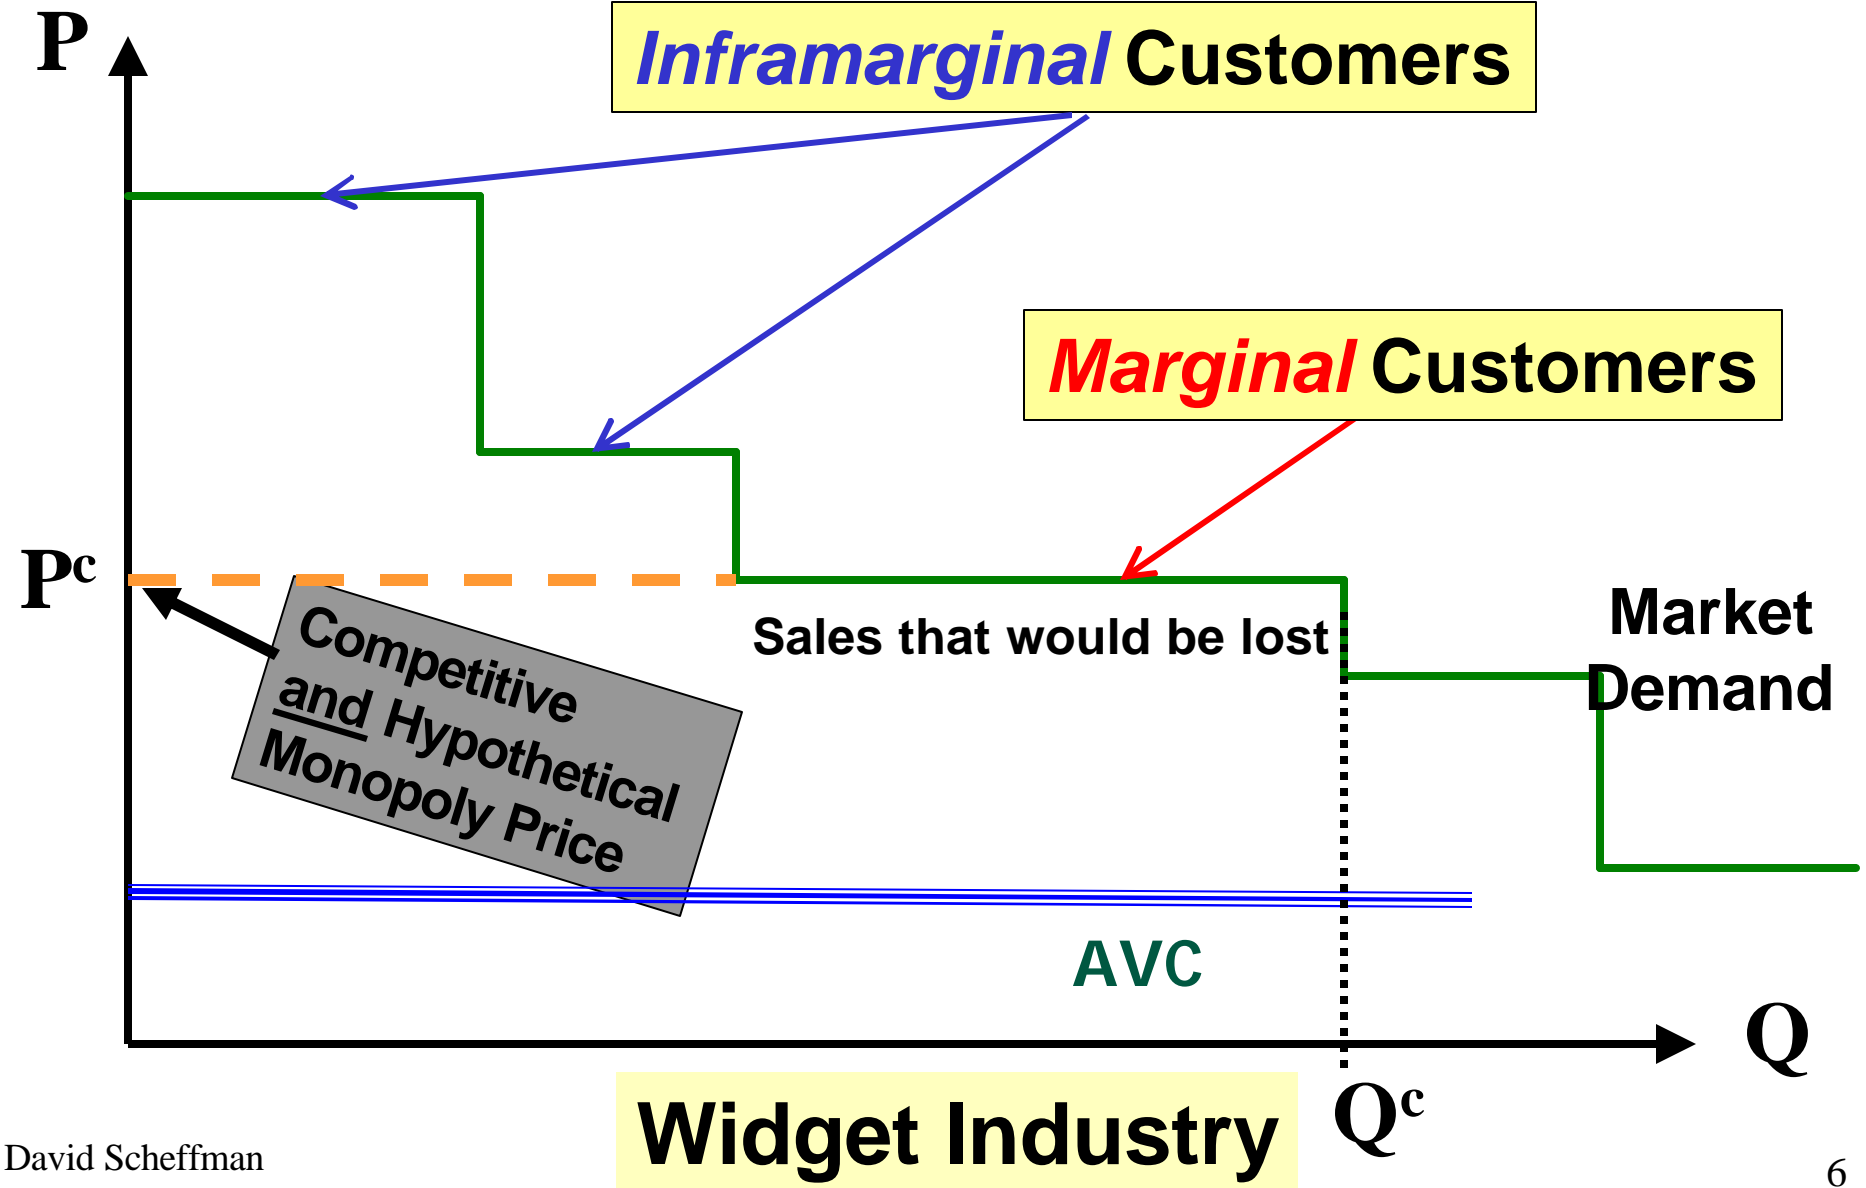 P
Inframarginal Customers
Marginal Customers
Pᶜ
Competitive
and Hypothetical
Monopoly Price
Sales that would be lost
Market
Demand
AVC
Q
Qᶜ
Widget Industry
David Scheffman
6